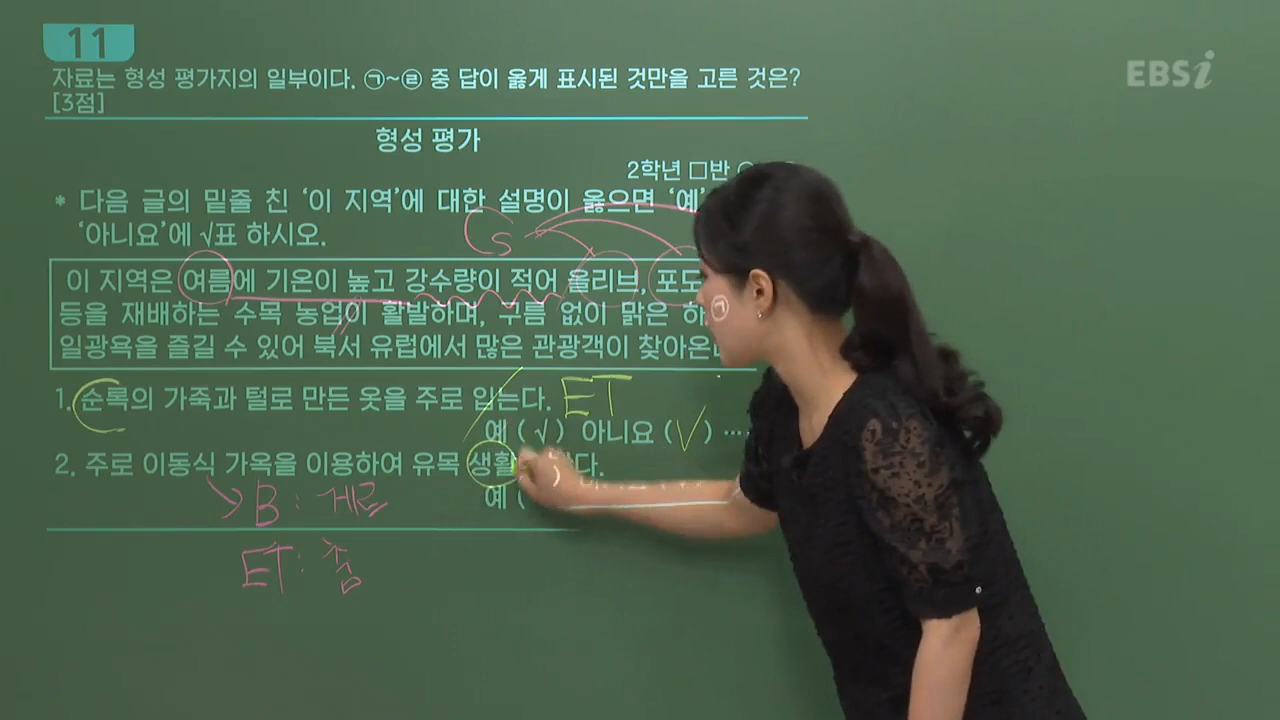 11
EBSi
자료는 형성 평가지의 일부이다. ㉠~㉣ 중 답이 옳게 표시된 것만을 고른 것은?
[3점]
형성 평가
2학년 □반
* 다음 글의 밑줄 친 '이 지역'에 대한 설명이 옳으면 '예'
'아니요'에 √표 하시오.
Cs
이 지역은 여름에 기온이 높고 강수량이 적어 올리브, 포도
등을 재배하는 수목 농업이 활발하며, 구름 없이 맑은 하
일광욕을 즐길 수 있어 북서 유럽에서 많은 관광객이 찾아온
1. 순록의 가죽과 털로 만든 옷을 주로 입는다. ET
예 ( √ ) 아니요 ( V ) ···· ㉠
2. 주로 이동식 가옥을 이용하여 유목 생활 다.
예 (
B : 게르
ET : 춤